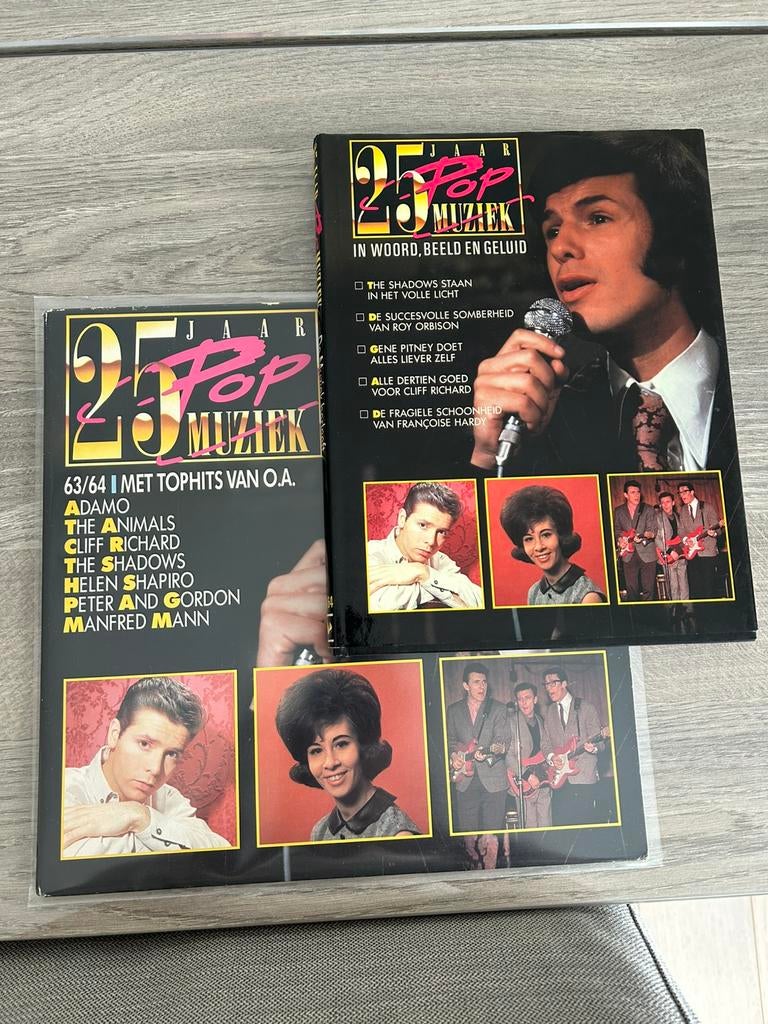 25 JAAR
Pop
MUZIEK
IN WOORD, BEELD EN GELUID
THE SHADOWS STAAN
IN HET VOLLE LICHT
DE SUCCESVOLLE SOMBERHEID
VAN ROY ORBISON
GENE PITNEY DOET
ALLES LIEVER ZELF
ALLE DERTIEN GOED
VOOR CLIFF RICHARD
DE FRAGIELE SCHOONHEID
VAN FRANÇOISE HARDY
25 JAAR
Pop
MUZIEK
63/64 I MET TOPHITS VAN O.A.
ADAMO
THE ANIMALS
CLIFF RICHARD
THE SHADOWS
HELEN SHAPIRO
PETER AND GORDON
MANFRED MANN